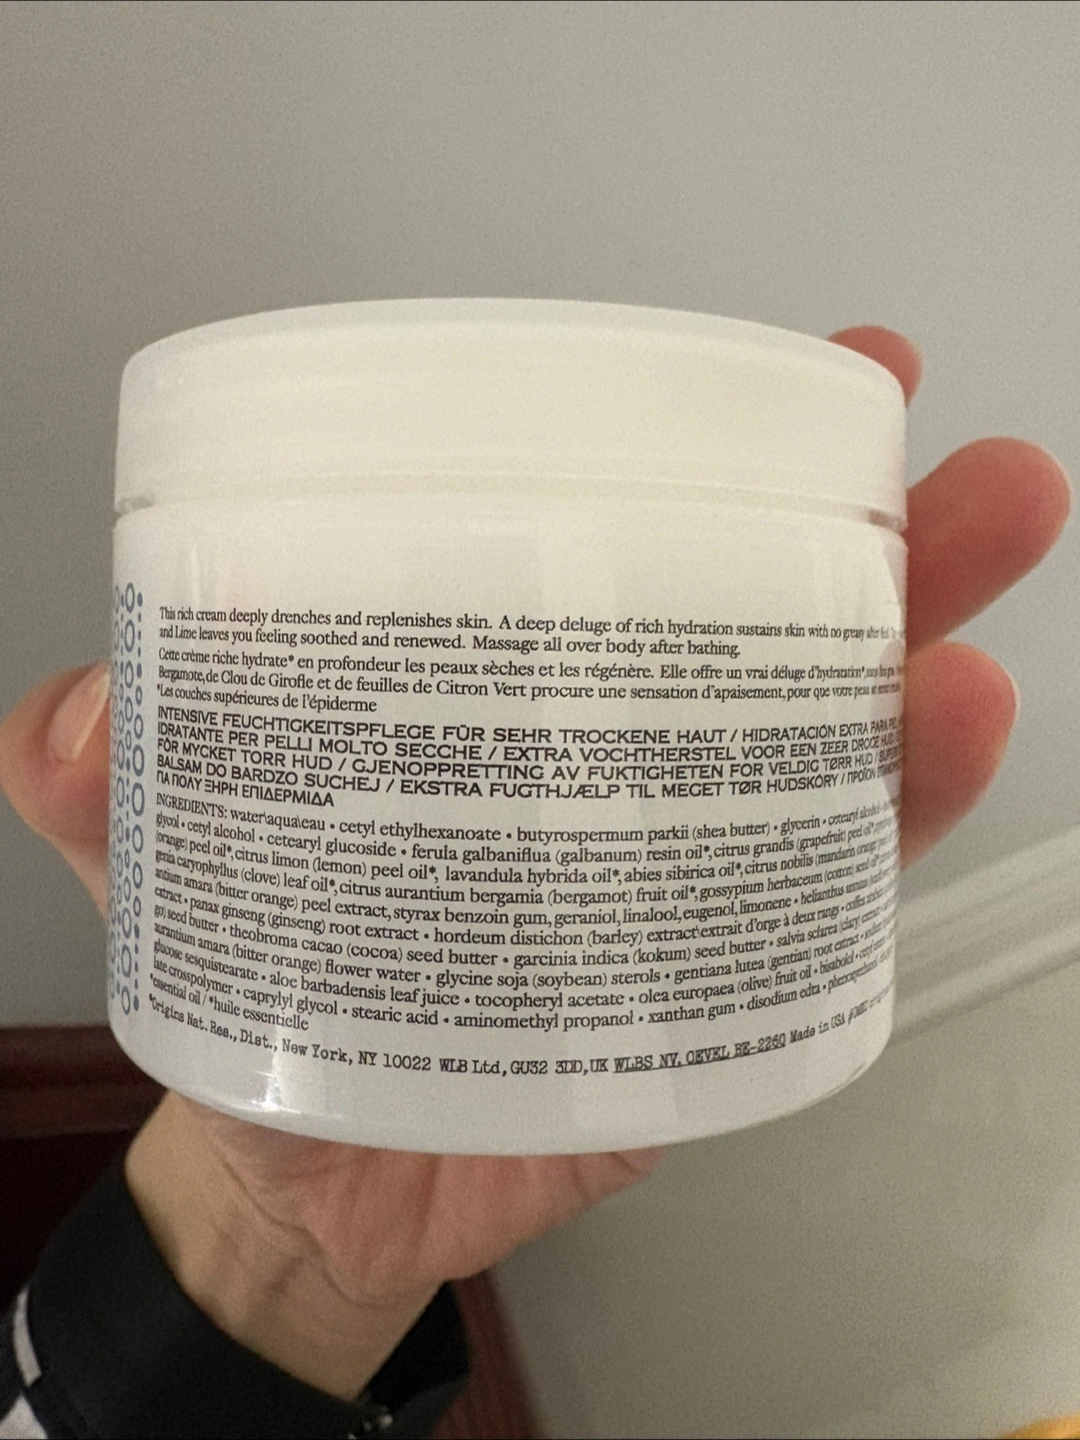 This rich cream deeply drenches and replenishes skin. A deep deluge of rich hydration sustains skin with no greasy after feel.
and Lime leaves you feeling soothed and renewed. Massage all over body after bathing.
Cette crème riche hydrate* en profondeur les peaux sèches et les régénère. Elle offre un vrai déluge d'hydratation*,
Bergamote, de Clou de Girofle et de feuilles de Citron Vert procure une sensation d'apaisement, pour que votre peau se sente
*Les couches supérieures de l'épiderme
INTENSIVE FEUCHTIGKEITSPFLEGE FÜR SEHR TROCKENE HAUT / HIDRATACIÓN EXTRA PARA
IDRATANTE PER PELLI MOLTO SECCHE / EXTRA VOCHTHERSTEL VOOR EEN ZEER DROGE
FÖR MYCKET TORR HUD / GJENOPPRETTING AV FUKTIGHETEN FOR VELDIG TØRR HUD /
BALSAM DO BARDZO SUCHEJ / EKSTRA FUGTHJÆLP TIL MEGET TØR HUDSKÓRY / ΠΡΟΪΟΝ
ΓΙΑ ΠΟΛΥ ΞΗΡΗ ΕΠΙΔΕΡΜΙΔΑ
INGREDIENTS: water\aqua\eau • cetyl ethylhexanoate • butyrospermum parkii (shea butter) • glycerin • cetearyl alcohol •
glycol • cetyl alcohol • cetearyl glucoside • ferula galbaniflua (galbanum) resin oil*, citrus grandis (grapefruit) peel oil*,
(orange) peel oil*, citrus limon (lemon) peel oil*, lavandula hybrida oil*, abies sibirica oil*, citrus nobilis (mandarin orange)
genia caryophyllus (clove) leaf oil*, citrus aurantium bergamia (bergamot) fruit oil*, gossypium herbaceum (cotton) seed oil*
antium amara (bitter orange) peel extract, styrax benzoin gum, geraniol, linalool, eugenol, limonene • helianthus annuus
extract • panax ginseng (ginseng) root extract • hordeum distichon (barley) extract\extrait d'orge à deux rangs • coffea arabica
go) seed butter • theobroma cacao (cocoa) seed butter • garcinia indica (kokum) seed butter • salvia sclarea (clary) extract •
aurantium amara (bitter orange) flower water • glycine soja (soybean) sterols • gentiana lutea (gentian) root extract •
glucose sesquistearate • aloe barbadensis leaf juice • tocopheryl acetate • olea europaea (olive) fruit oil • bisabolol •
late crosspolymer • caprylyl glycol • stearic acid • aminomethyl propanol • xanthan gum • disodium edta • phenoxyethanol
*essential oil / *huile essentielle
°Origins Nat. Res., Dist., New York, NY 10022 WLB Ltd, GU32 3DD, UK WLBS NV, OEVEL BE-2260 Made in USA